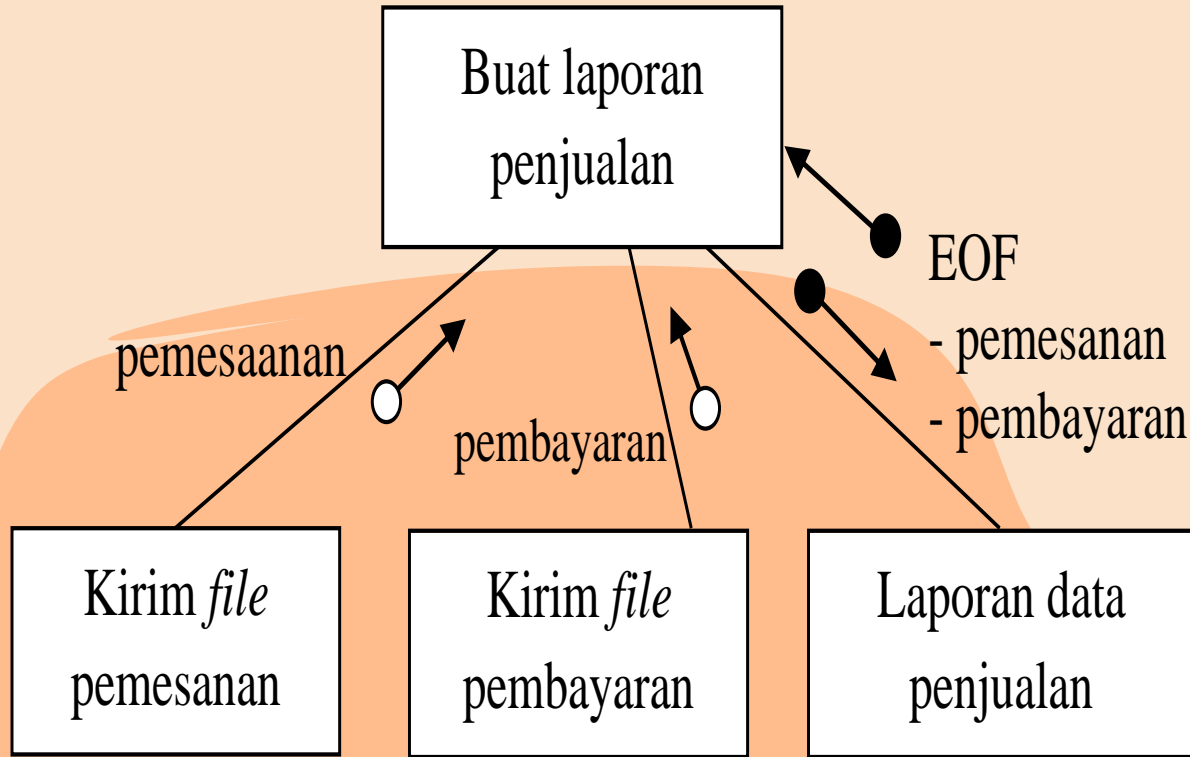 Buat laporan
penjualan
EOF
- pemesanan
- pembayaran
pemesaanan
pembayaran
Kirim file
pemesanan
Kirim file
pembayaran
Laporan data
penjualan